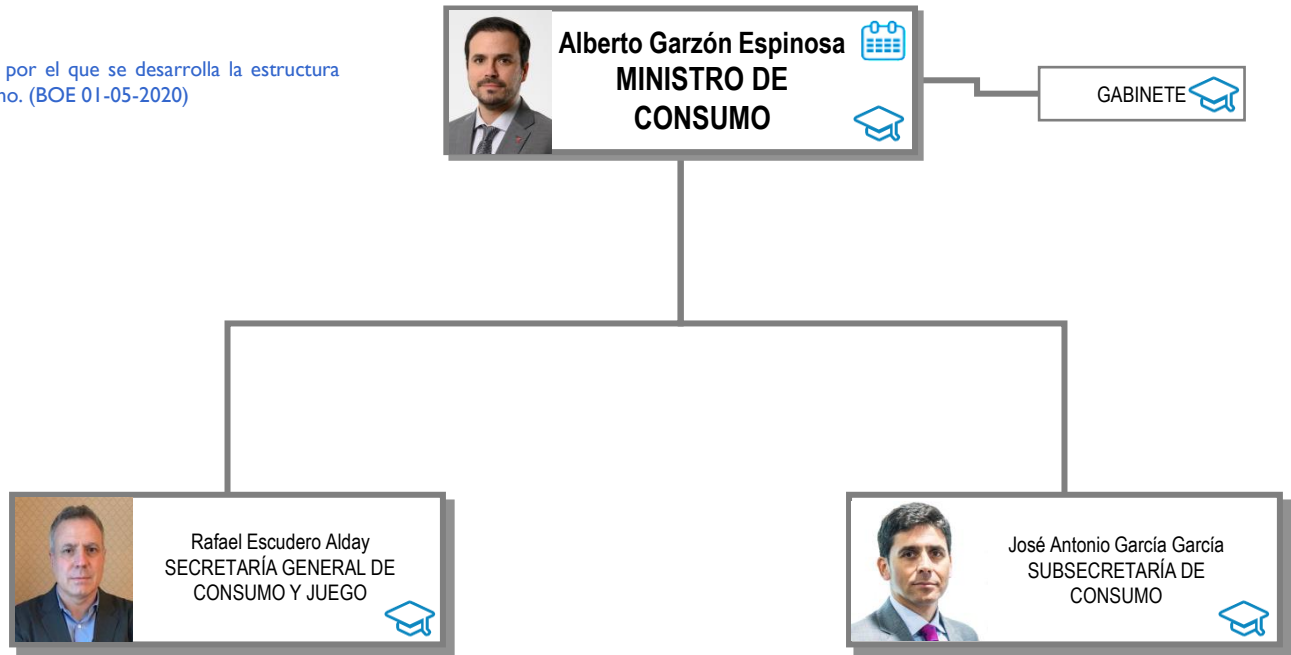 por el que se desarrolla la estructura
no. (BOE 01-05-2020)
Alberto Garzón Espinosa
MINISTRO DE
CONSUMO
GABINETE
Rafael Escudero Alday
SECRETARÍA GENERAL DE
CONSUMO Y JUEGO
José Antonio García García
SUBSECRETARÍA DE
CONSUMO